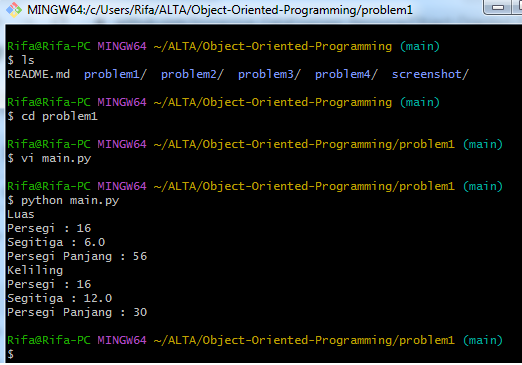 MINGW64:/c/Users/Rifa/ALTA/Object-Oriented-Programming/problem1
Rifa@Rifa-PC MINGW64 ~/ALTA/Object-Oriented-Programming (main)
$ ls
README.md  problem1/  problem2/  problem3/  problem4/  screenshot/
Rifa@Rifa-PC MINGW64 ~/ALTA/Object-Oriented-Programming (main)
$ cd problem1
Rifa@Rifa-PC MINGW64 ~/ALTA/Object-Oriented-Programming/problem1 (main)
$ vi main.py
Rifa@Rifa-PC MINGW64 ~/ALTA/Object-Oriented-Programming/problem1 (main)
$ python main.py
Luas
Persegi : 16
Segitiga : 6.0
Persegi Panjang : 56
Keliling
Persegi : 16
Segitiga : 12.0
Persegi Panjang : 30
Rifa@Rifa-PC MINGW64 ~/ALTA/Object-Oriented-Programming/problem1 (main)
$